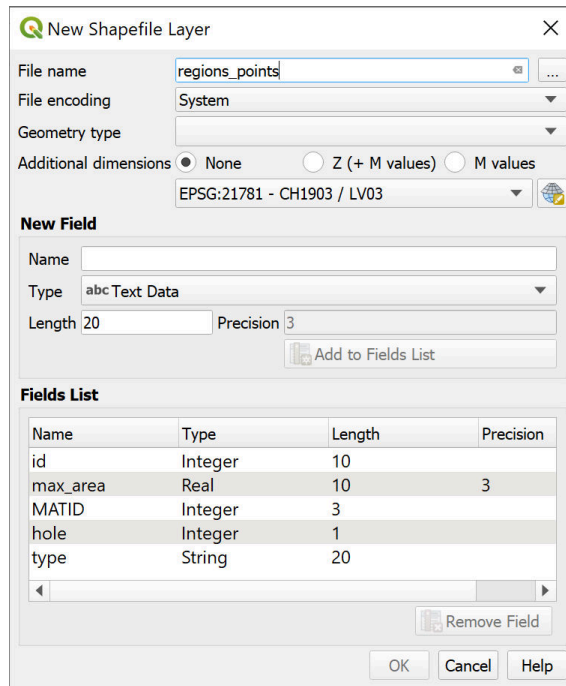 New Shapefile Layer
File name regions_points ...
File encoding System
Geometry type
Additional dimensions None Z (+ M values) M values
EPSG:21781 - CH1903 / LV03
New Field
Name
Type abc Text Data
Length 20 Precision 3
Add to Fields List
Fields List
Name Type Length Precision
id Integer 10
max_area Real 10 3
MATID Integer 3
hole Integer 1
type String 20
Remove Field
OK Cancel Help